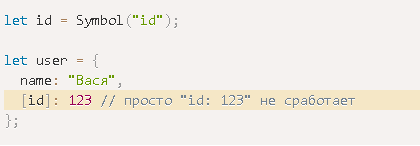 let id = Symbol("id");
let user = {
name: "Вася",
[id]: 123 // просто "id: 123" не сработает
};